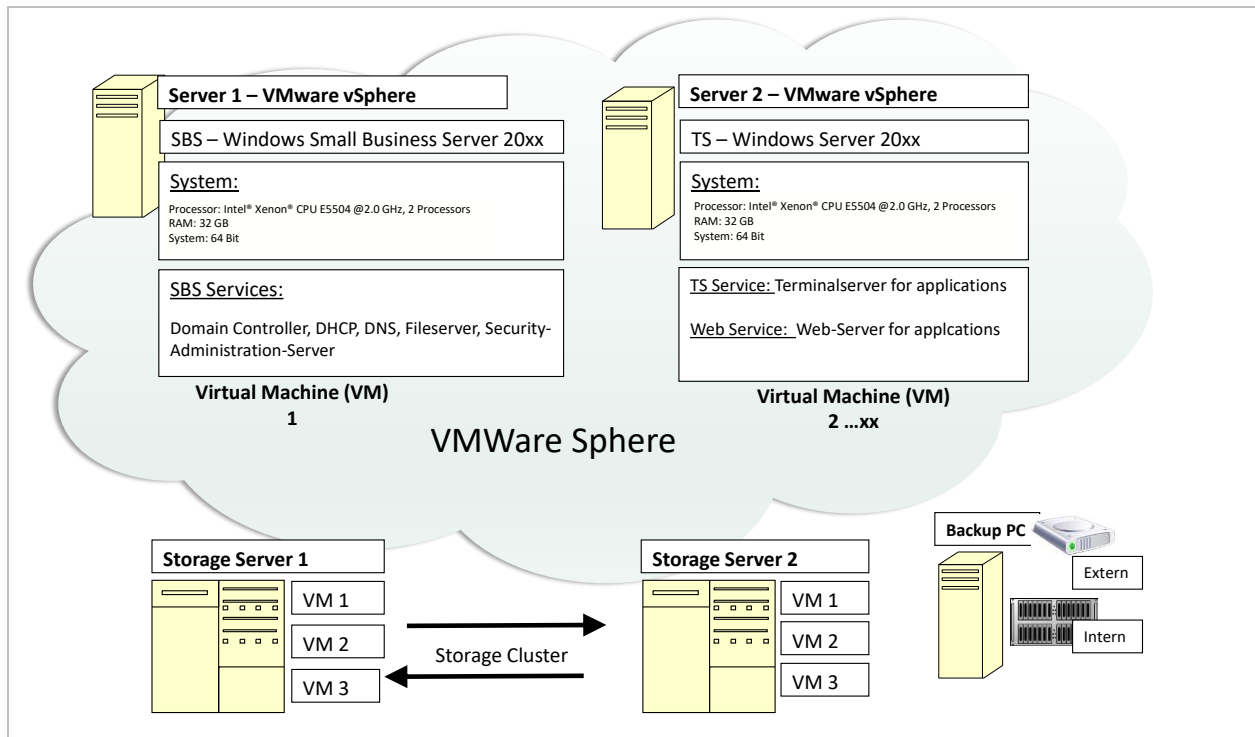 Server 1 – VMware vSphere
SBS – Windows Small Business Server 20xx
System:
Processor: Intel® Xenon® CPU E5504 @2.0 GHz, 2 Processors
RAM: 32 GB
System: 64 Bit
SBS Services:
Domain Controller, DHCP, DNS, Fileserver, Security-
Administration-Server
Virtual Machine (VM)
1
Server 2 – VMware vSphere
TS – Windows Server 20xx
System:
Processor: Intel® Xenon® CPU E5504 @2.0 GHz, 2 Processors
RAM: 32 GB
System: 64 Bit
TS Service: Terminalserver for applications
Web Service: Web-Server for applcations
Virtual Machine (VM)
2 ...xx
VMWare Sphere
Storage Server 1
VM 1
VM 2
VM 3
Storage Cluster
Storage Server 2
VM 1
VM 2
VM 3
Backup PC
Extern
Intern